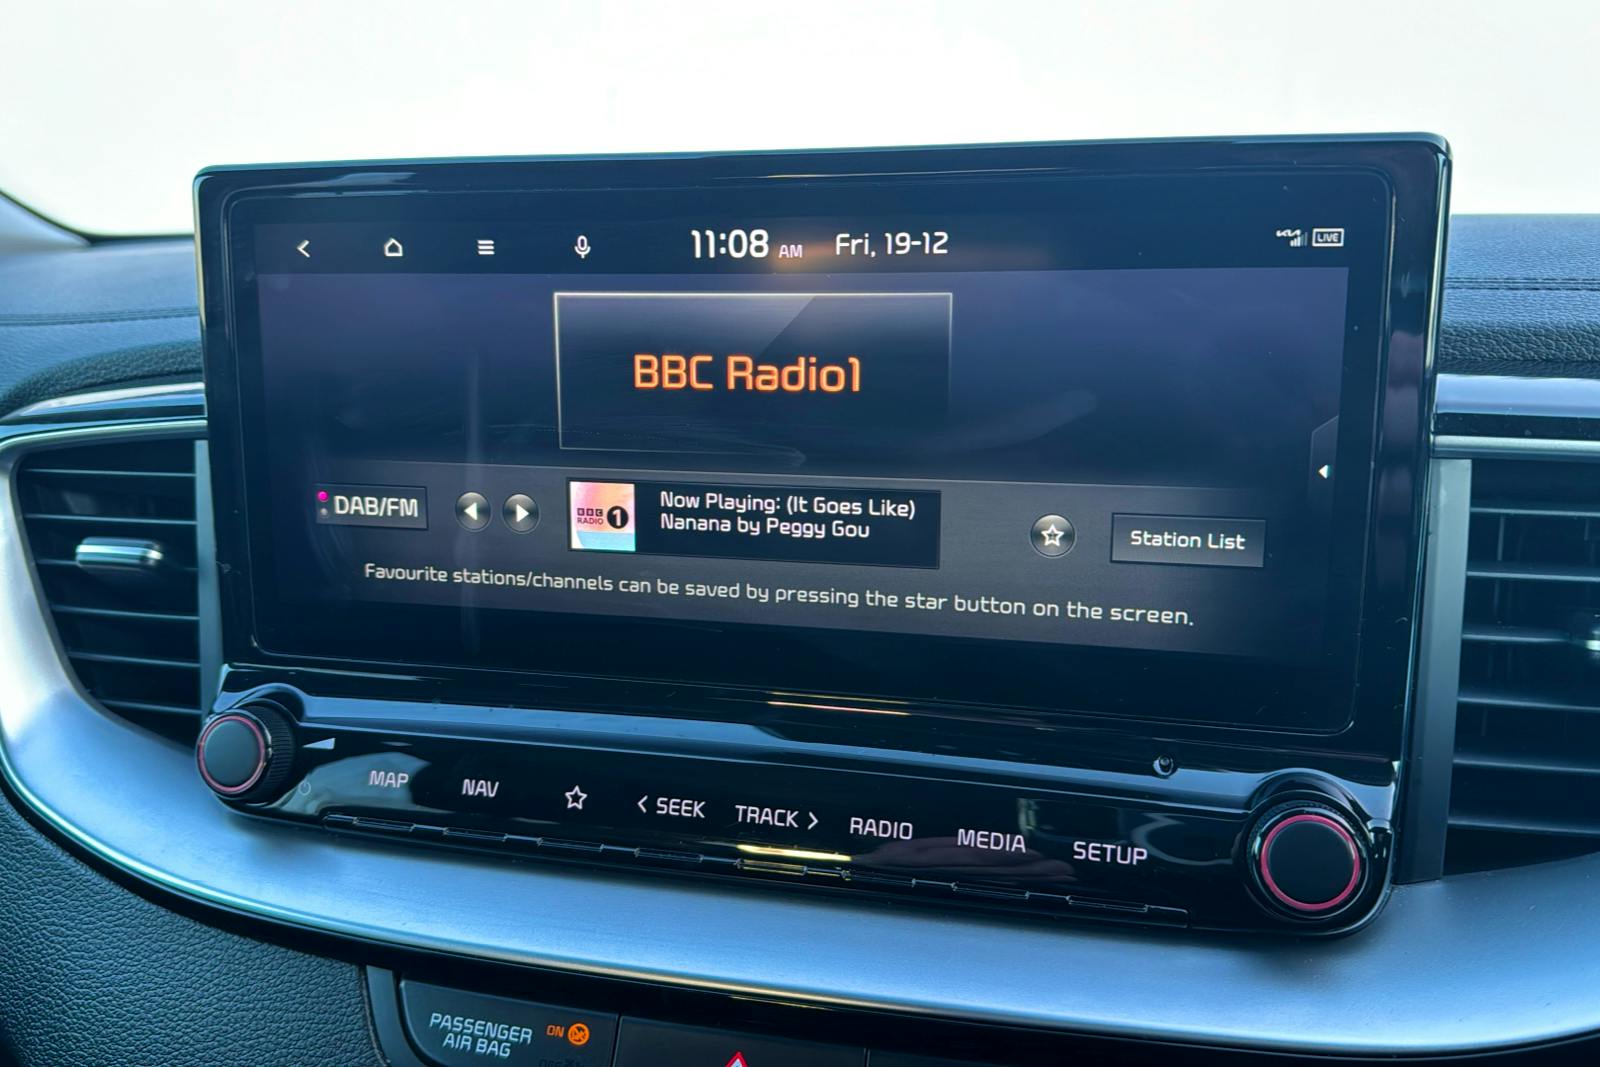 11:08 AM Fri, 19-12
LIVE
BBC Radio1
DAB/FM
BBC
RADIO 1
Now Playing: (It Goes Like)
Nanana by Peggy Gou
Station List
Favourite stations/channels can be saved by pressing the star button on the screen.
MAP NAV SEEK TRACK RADIO MEDIA SETUP
PASSENGER
AIR BAG
ON